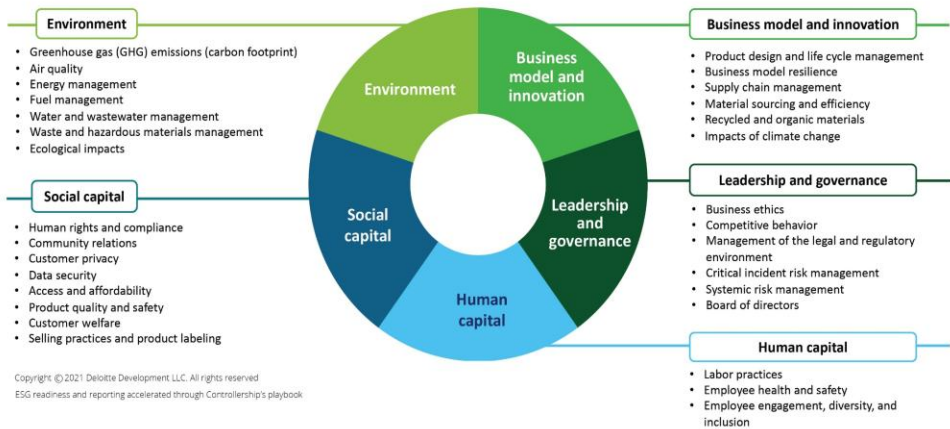 Environment
• Greenhouse gas (GHG) emissions (carbon footprint)
• Air quality
• Energy management
• Fuel management
• Water and wastewater management
• Waste and hazardous materials management
• Ecological impacts
Social capital
• Human rights and compliance
• Community relations
• Customer privacy
• Data security
• Access and affordability
• Product quality and safety
• Customer welfare
• Selling practices and product labeling
Environment
Business
model and
innovation
Social
capital
Leadership
and
governance
Human
capital
Business model and innovation
• Product design and life cycle management
• Business model resilience
• Supply chain management
• Material sourcing and efficiency
• Recycled and organic materials
• Impacts of climate change
Leadership and governance
• Business ethics
• Competitive behavior
• Management of the legal and regulatory
environment
• Critical incident risk management
• Systemic risk management
• Board of directors
Human capital
• Labor practices
• Employee health and safety
• Employee engagement, diversity, and
inclusion
Copyright © 2021 Deloitte Development LLC. All rights reserved
ESG readiness and reporting accelerated through Controllership's playbook